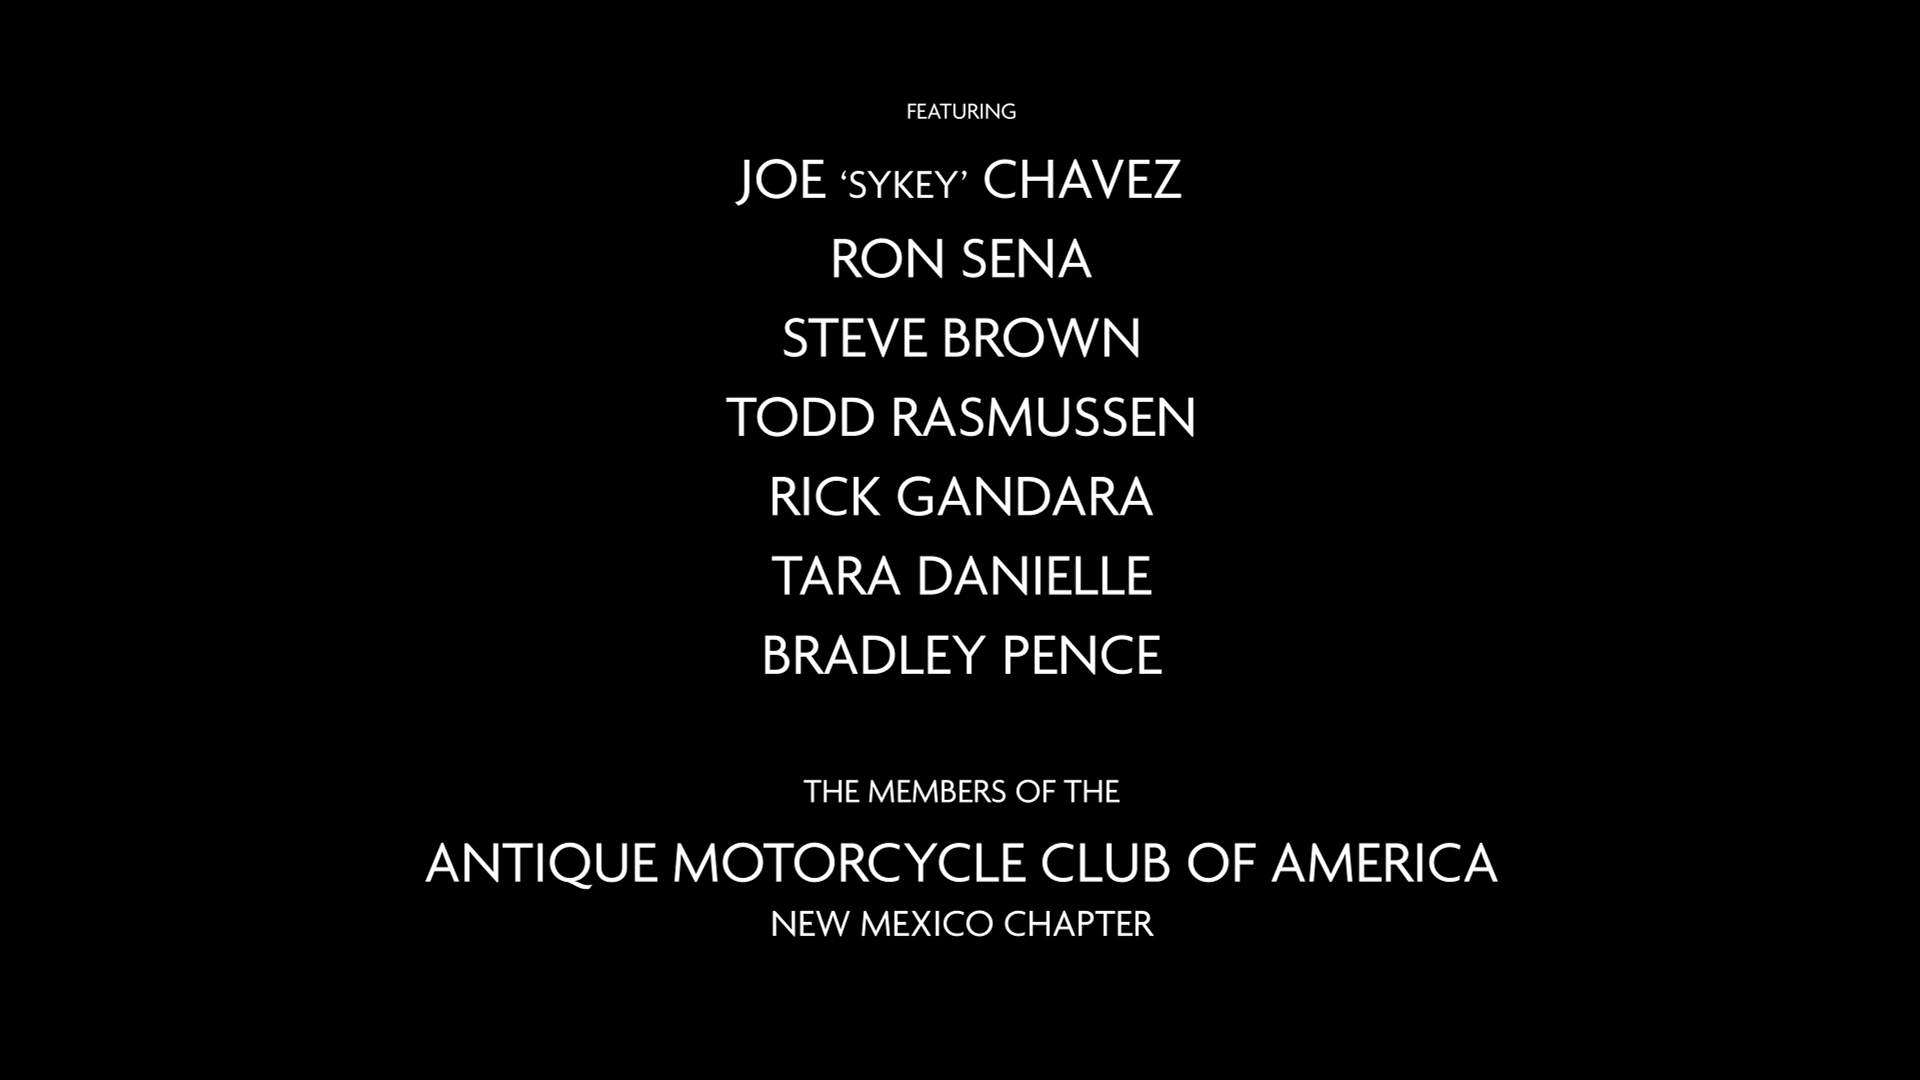 FEATURING
JOE ‘SYKEY’ CHAVEZ
RON SENA
STEVE BROWN
TODD RASMUSSEN
RICK GANDARA
TARA DANIELLE
BRADLEY PENCE
THE MEMBERS OF THE
ANTIQUE MOTORCYCLE CLUB OF AMERICA
NEW MEXICO CHAPTER